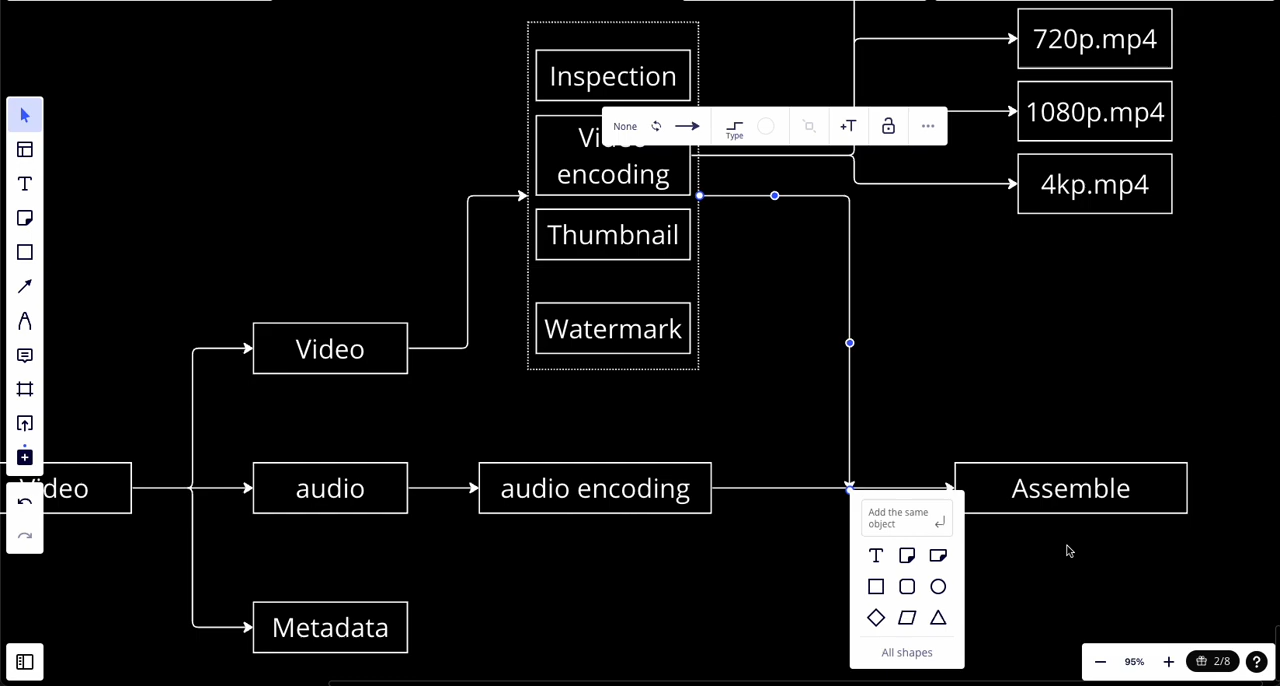 720p.mp4
Inspection
1080p.mp4
None
Type
+T
encoding
4kp.mp4
Thumbnail
Watermark
Video
Video
audio
audio encoding
Assemble
Add the same
object
T
Metadata
All shapes
95%
2/8
?